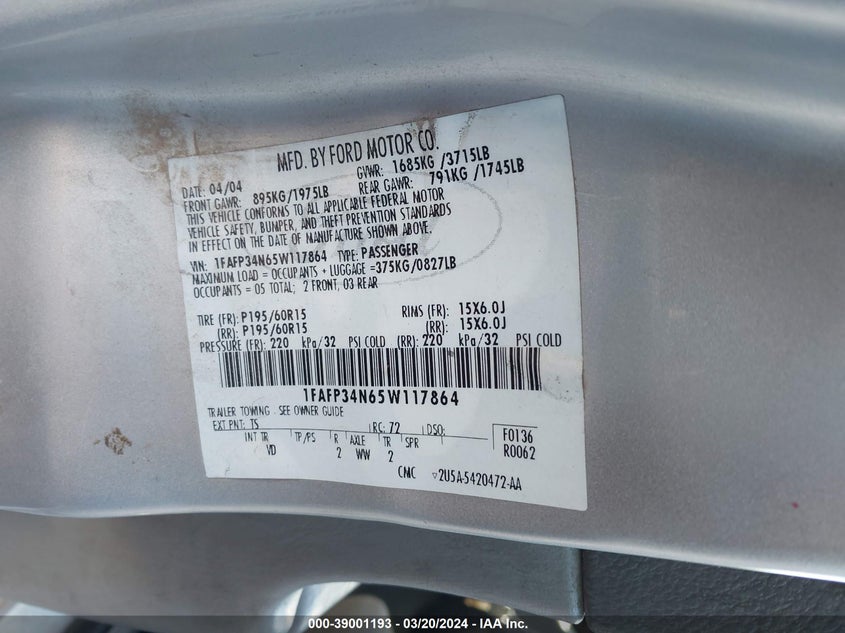 MFD. BY FORD MOTOR CO.
DATE: 04/04 GVWR: 1685KG /3715LB
FRONT GAWR: 895KG/1975LB REAR GAWR: 791KG /1745LB
THIS VEHICLE CONFORMS TO ALL APPLICABLE FEDERAL MOTOR
VEHICLE SAFETY, BUMPER, AND THEFT PREVENTION STANDARDS
IN EFFECT ON THE DATE OF MANUFACTURE SHOWN ABOVE.
VIN: 1FAFP34N65W117864 TYPE: PASSENGER
MAXIMUM LOAD = OCCUPANTS + LUGGAGE =375KG/0827LB
OCCUPANTS = 05 TOTAL; 2 FRONT, 03 REAR
TIRE (FR): P195/60R15 RIMS (FR): 15X6.0J
(RR): P195/60R15 (RR): 15X6.0J
PRESSURE (FR): 220 kPa/32 PSI COLD (RR): 220 kPa/32 PSI COLD
1FAFP34N65W117864
TRAILER TOWING - SEE OWNER GUIDE
EXT PNT: TS RC: 72 DSO:
INT TR TP/PS R AXLE TR SPR
VD 2 WW 2
F0136
R0062
CMC ▽2U5A-5420472-AA
000-39001193 - 03/20/2024 - IAA Inc.